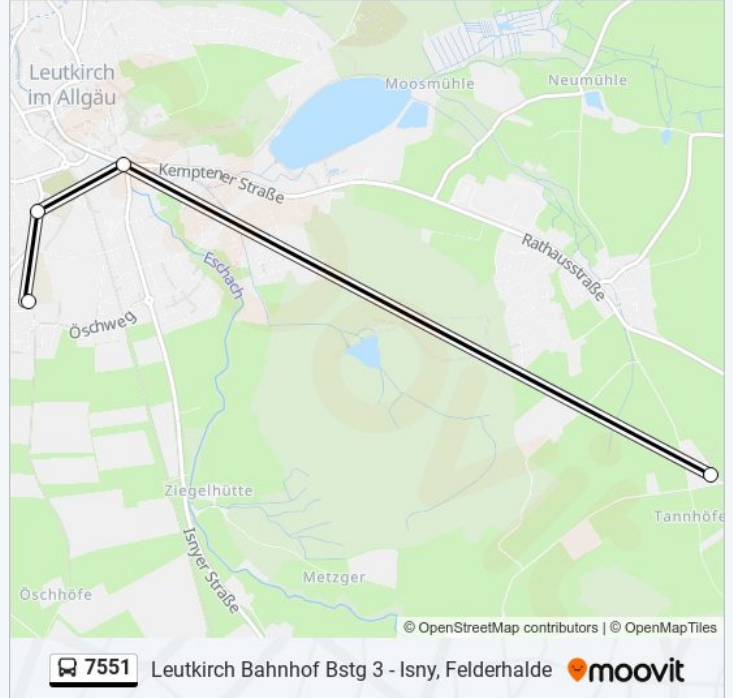 Leutkirch
im Allgäu
Moosmühle
Neumühle
Kemptener Straße
Rathausstraße
Eschach
Öschweg
Ziegelhütte
Tannhöfe
Isnyer Straße
Metzger
Öschhöfe
© OpenStreetMap contributors | © OpenMapTiles
7551 Leutkirch Bahnhof Bstg 3 - Isny, Felderhalde moovit